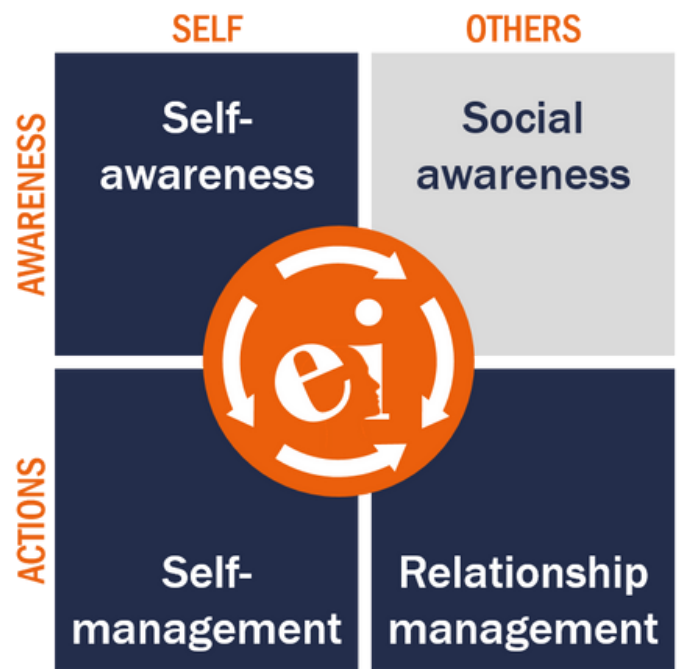 SELF
OTHERS
AWARENESS
Self-
awareness
Social
awareness
ei
ACTIONS
Self-
management
Relationship
management